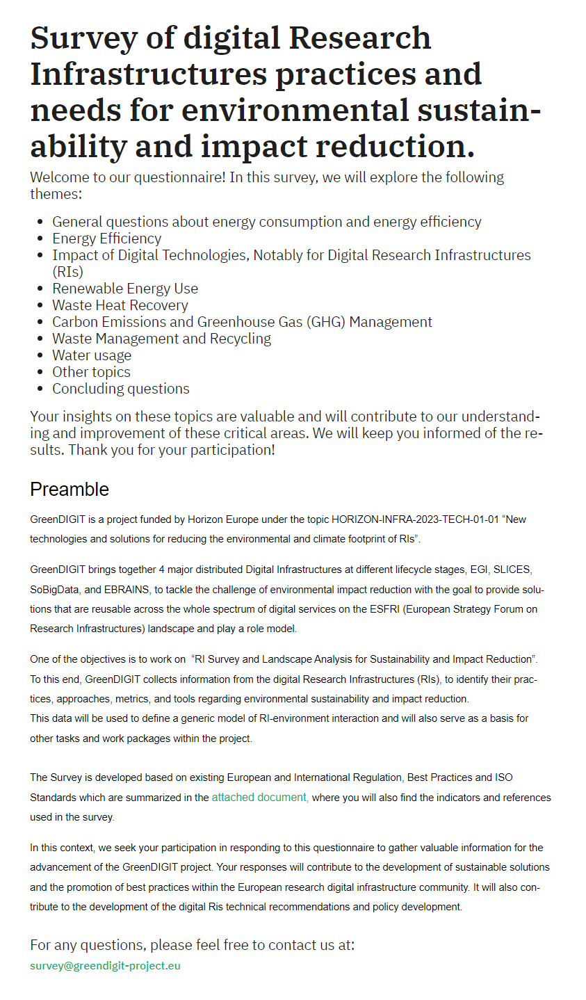 Survey of digital Research
Infrastructures practices and
needs for environmental sustain-
ability and impact reduction.
Welcome to our questionnaire! In this survey, we will explore the following
themes:
• General questions about energy consumption and energy efficiency
• Energy Efficiency
• Impact of Digital Technologies, Notably for Digital Research Infrastructures
(RIs)
• Renewable Energy Use
• Waste Heat Recovery
• Carbon Emissions and Greenhouse Gas (GHG) Management
• Waste Management and Recycling
• Water usage
• Other topics
• Concluding questions
Your insights on these topics are valuable and will contribute to our understand-
ing and improvement of these critical areas. We will keep you informed of the re-
sults. Thank you for your participation!
Preamble
GreenDIGIT is a project funded by Horizon Europe under the topic HORIZON-INFRA-2023-TECH-01-01 “New
technologies and solutions for reducing the environmental and climate footprint of RIs”.
GreenDIGIT brings together 4 major distributed Digital Infrastructures at different lifecycle stages, EGI, SLICES,
SoBigData, and EBRAINS, to tackle the challenge of environmental impact reduction with the goal to provide solu-
tions that are reusable across the whole spectrum of digital services on the ESFRI (European Strategy Forum on
Research Infrastructures) landscape and play a role model.
One of the objectives is to work on  “RI Survey and Landscape Analysis for Sustainability and Impact Reduction”.
To this end, GreenDIGIT collects information from the digital Research Infrastructures (RIs), to identify their prac-
tices, approaches, metrics, and tools regarding environmental sustainability and impact reduction.
This data will be used to define a generic model of RI-environment interaction and will also serve as a basis for
other tasks and work packages within the project.
The Survey is developed based on existing European and International Regulation, Best Practices and ISO
Standards which are summarized in the attached document, where you will also find the indicators and references
used in the survey.
In this context, we seek your participation in responding to this questionnaire to gather valuable information for the
advancement of the GreenDIGIT project. Your responses will contribute to the development of sustainable solutions
and the promotion of best practices within the European research digital infrastructure community. It will also con-
tribute to the development of the digital Ris technical recommendations and policy development.
For any questions, please feel free to contact us at:
survey@greendigit-project.eu